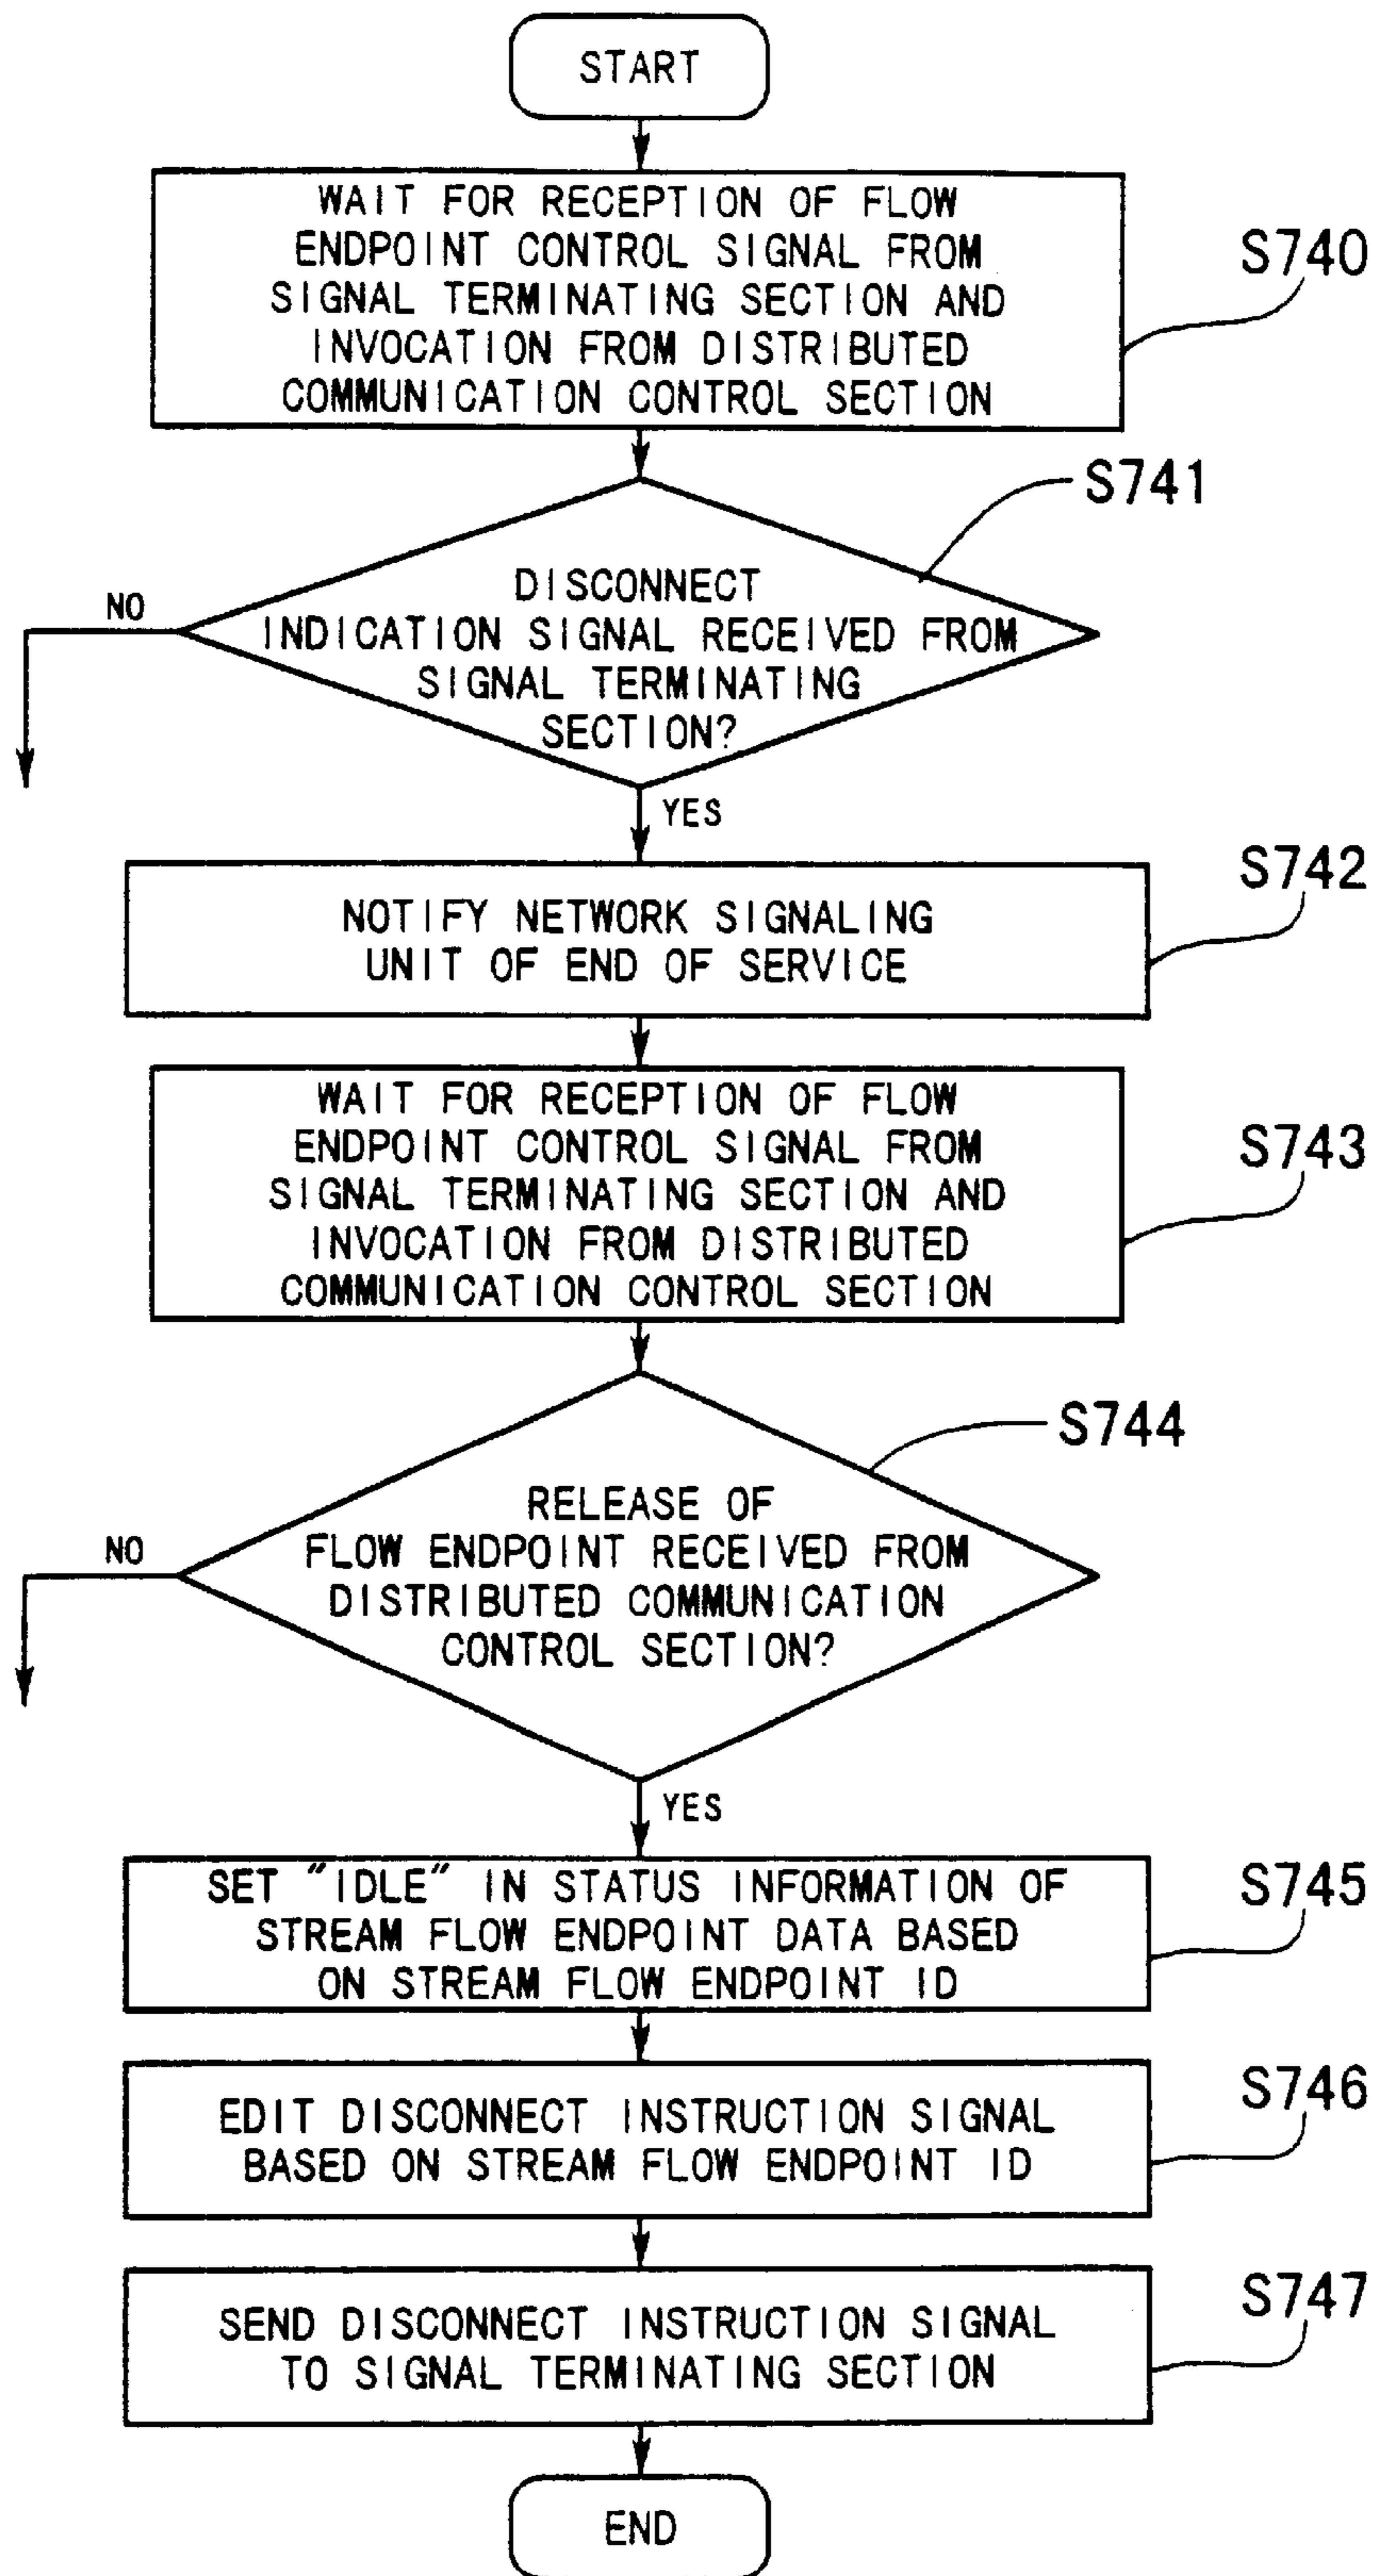 START
WAIT FOR RECEPTION OF FLOW
ENDPOINT CONTROL SIGNAL FROM
SIGNAL TERMINATING SECTION AND
INVOCATION FROM DISTRIBUTED
COMMUNICATION CONTROL SECTION
S740
S741
DISCONNECT
INDICATION SIGNAL RECEIVED FROM
SIGNAL TERMINATING
SECTION?
NO
YES
S742
NOTIFY NETWORK SIGNALING
UNIT OF END OF SERVICE
WAIT FOR RECEPTION OF FLOW
ENDPOINT CONTROL SIGNAL FROM
SIGNAL TERMINATING SECTION AND
INVOCATION FROM DISTRIBUTED
COMMUNICATION CONTROL SECTION
S743
S744
RELEASE OF
FLOW ENDPOINT RECEIVED FROM
DISTRIBUTED COMMUNICATION
CONTROL SECTION?
NO
YES
SET "IDLE" IN STATUS INFORMATION OF
STREAM FLOW ENDPOINT DATA BASED
ON STREAM FLOW ENDPOINT ID
S745
EDIT DISCONNECT INSTRUCTION SIGNAL
BASED ON STREAM FLOW ENDPOINT ID
S746
SEND DISCONNECT INSTRUCTION SIGNAL
TO SIGNAL TERMINATING SECTION
S747
END